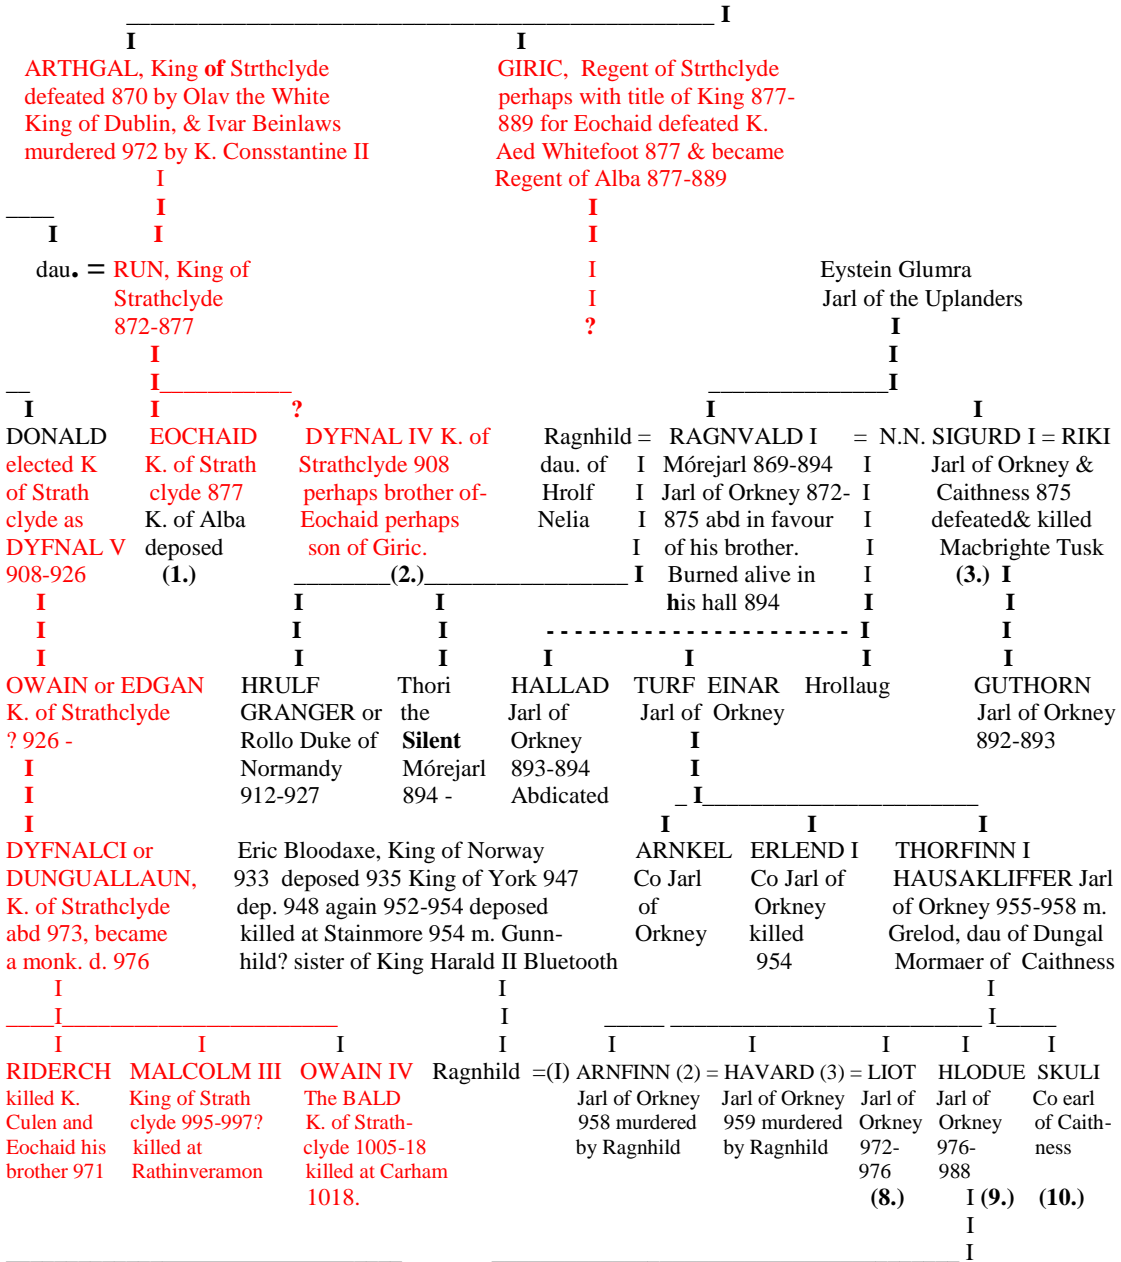 I
I I
ARTHGAL, King of Strthclyde GIRIC, Regent of Strthclyde
defeated 870 by Olav the White perhaps with title of King 877-
King of Dublin, & Ivar Beinlaws 889 for Eochaid defeated K.
murdered 972 by K. Consstantine II Aed Whitefoot 877 & became
I Regent of Alba 877-889
I I
I I I
dau. = RUN, King of I Eystein Glumra
Strathclyde I Jarl of the Uplanders
872-877 ? I
I I
I I
I I ? I I
DONALD EOCHAID DYFNAL IV K. of Ragnhild = RAGNVALD I = N.N. SIGURD I = RIKI
elected K K. of Strath Strathclyde 908 dau. of I Mórejarl 869-894 I Jarl of Orkney &
of Strath clyde 877 perhaps brother of- Hrolf I Jarl of Orkney 872- I Caithness 875
clyde as K. of Alba Eochaid perhaps Nelia I 875 abd in favour I defeated& killed
DYFNAL V deposed son of Giric. I of his brother. I Macbrighte Tusk
908-926 (1.) (2.) I Burned alive in I (3.) I
I I I his hall 894 I I
I I I - - - - - - - - - - - - - - - - - - - - - - I I
I I I I I I I
OWAIN or EDGAN HRULF Thori HALLAD TURF EINAR Hrollaug GUTHORN
K. of Strathclyde GRANGER or the Jarl of Jarl of Orkney Jarl of Orkney
? 926 - Rollo Duke of Silent Orkney I 892-893
I Normandy Mórejarl 893-894 I
I 912-927 894 - Abdicated I
I I I I
DYFNALCI or Eric Bloodaxe, King of Norway ARNKEL ERLEND I THORFINN I
DUNGUALLAUN, 933 deposed 935 King of York 947 Co Jarl Co Jarl of HAUSAKLIFFER Jarl
K. of Strathclyde dep. 948 again 952-954 deposed of Orkney of Orkney 955-958 m.
abd 973, became killed at Stainmore 954 m. Gunn- Orkney killed Grelod, dau of Dungal
a monk. d. 976 hild? sister of King Harald II Bluetooth 954 Mormaer of Caithness
I I I
I I I
I I I I I I I I I
RIDERCH MALCOLM III OWAIN IV Ragnhild =(I) ARNFINN (2) = HAVARD (3) = LIOT HLODUE SKULI
killed K. King of Strath The BALD Jarl of Orkney Jarl of Orkney Jarl of Jarl of Co earl
Culen and clyde 995-997? K. of Strath- 958 murdered 959 murdered Orkney Orkney of Caith-
Eochaid his killed at clyde 1005-18 by Ragnhild by Ragnhild 972- 976- ness
brother 971 Rathinveramon killed at Carham 976 988
1018. (8.) I (9.) (10.)
I
I